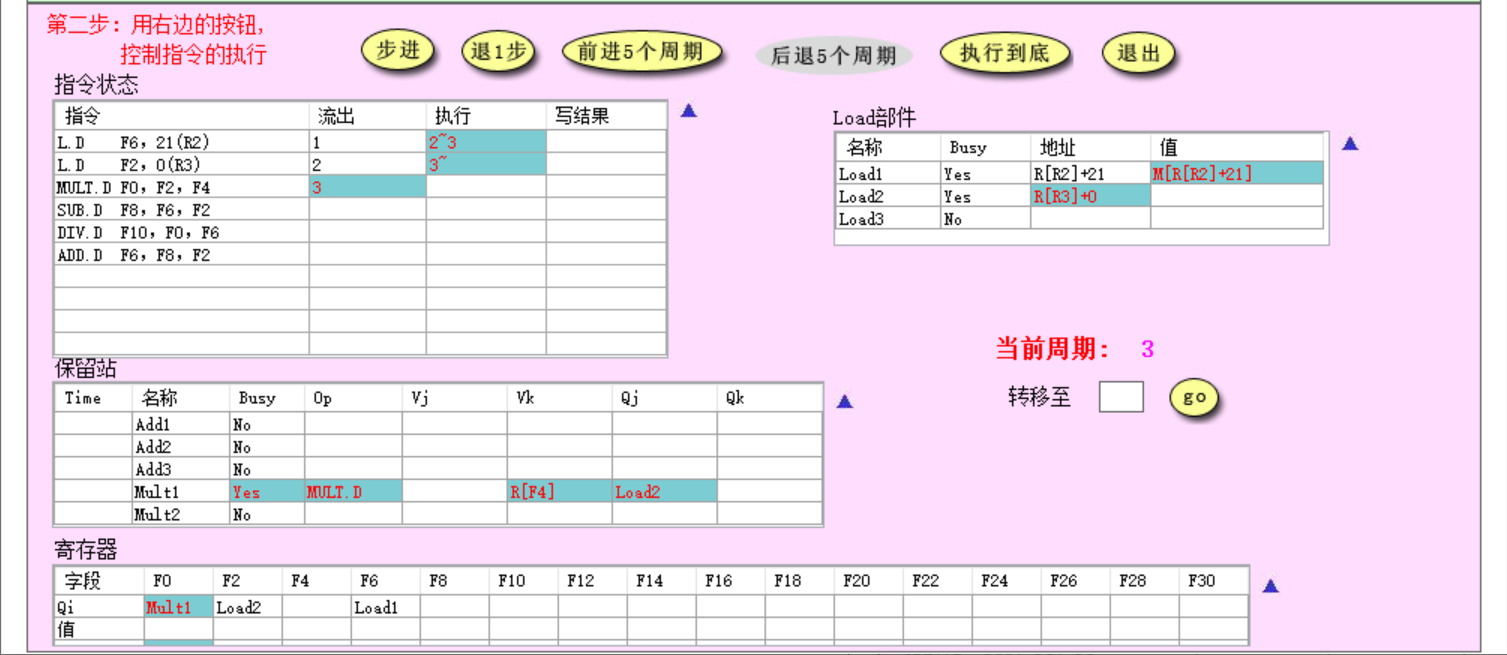 第二步：用右边的按钮，
控制指令的执行
步进 退1步 前进5个周期 后退5个周期 执行到底 退出
指令状态
指令 流出 执行 写结果
L.D F6, 21(R2) 1 2~3
L.D F2, 0(R3) 2 3~
MULT.D F0, F2, F4 3
SUB.D F8, F6, F2
DIV.D F10, F0, F6
ADD.D F6, F8, F2
Load部件
名称 Busy 地址 值
Load1 Yes R[R2]+21 M[R[R2]+21]
Load2 Yes R[R3]+0
Load3 No
当前周期： 3
转移至 go
保留站
Time 名称 Busy Op Vj Vk Qj Qk
Add1 No
Add2 No
Add3 No
Mult1 Yes MULT.D R[F4] Load2
Mult2 No
寄存器
字段 F0 F2 F4 F6 F8 F10 F12 F14 F16 F18 F20 F22 F24 F26 F28 F30
Qi Mult1 Load2 Load1
值